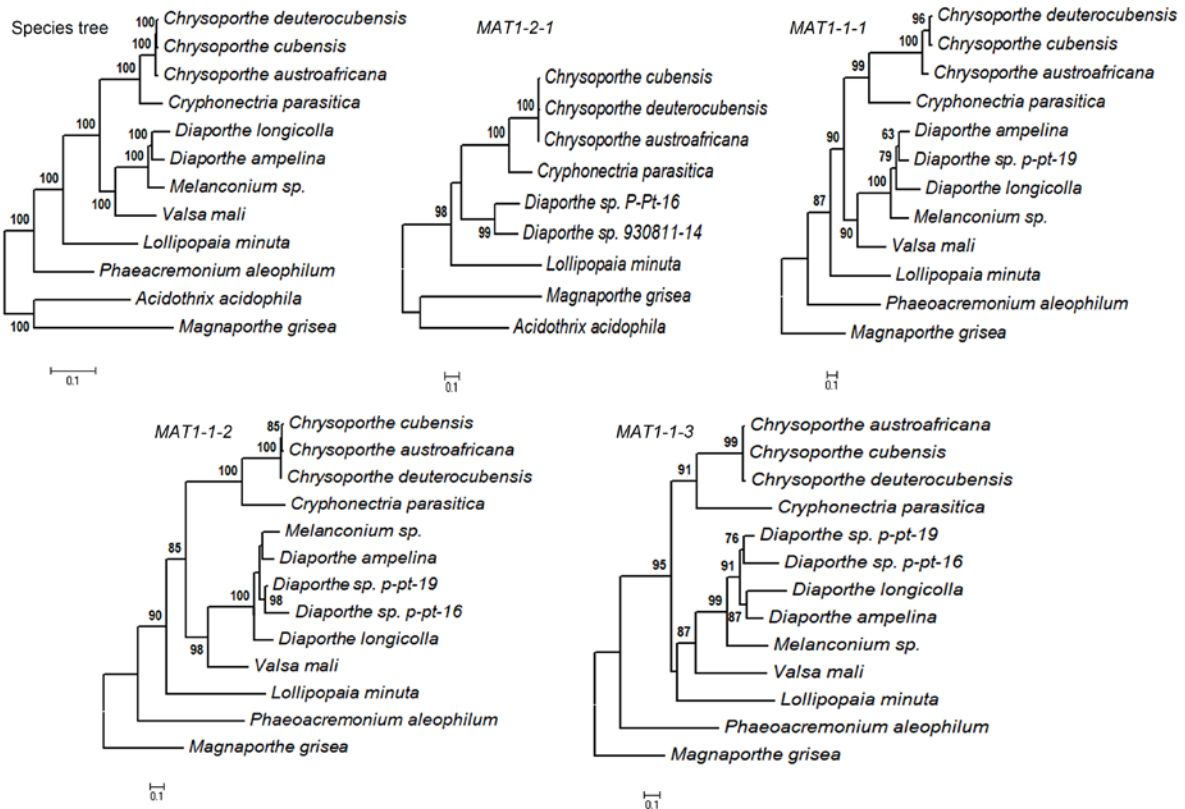 Species tree
100
Chrysoporthe deuterocubensis
100
Chrysoporthe cubensis
100
Chrysoporthe austroafricana
100
Cryphonectria parasitica
100
100
Diaporthe longicolla
100
Diaporthe ampelina
Melanconium sp.
100
Valsa mali
100
Lollipopaia minuta
Phaeacremonium aleophilum
Acidothrix acidophila
100
Magnaporthe grisea
0.1
MAT1-2-1
Chrysoporthe cubensis
100
Chrysoporthe deuterocubensis
Chrysoporthe austroafricana
100
Cryphonectria parasitica
Diaporthe sp. P-Pt-16
99
Diaporthe sp. 930811-14
98
Lollipopaia minuta
Magnaporthe grisea
Acidothrix acidophila
0.1
MAT1-1-1
96
Chrysoporthe deuterocubensis
100
Chrysoporthe cubensis
99
Chrysoporthe austroafricana
Cryphonectria parasitica
90
63
Diaporthe ampelina
79
Diaporthe sp. p-pt-19
100
Diaporthe longicolla
Melanconium sp.
87
90
Valsa mali
Lollipopaia minuta
Phaeoacremonium aleophilum
Magnaporthe grisea
0.1
MAT1-1-2
85
Chrysoporthe cubensis
100
Chrysoporthe austroafricana
100
Chrysoporthe deuterocubensis
Cryphonectria parasitica
Melanconium sp.
85
Diaporthe ampelina
Diaporthe sp. p-pt-19
100
98
Diaporthe sp. p-pt-16
90
Diaporthe longicolla
98
Valsa mali
Lollipopaia minuta
Phaeoacremonium aleophilum
Magnaporthe grisea
0.1
MAT1-1-3
Chrysoporthe austroafricana
99
Chrysoporthe cubensis
91
Chrysoporthe deuterocubensis
Cryphonectria parasitica
76
Diaporthe sp. p-pt-19
95
91
Diaporthe sp. p-pt-16
99
Diaporthe longicolla
87
Diaporthe ampelina
87
Melanconium sp.
Valsa mali
Lollipopaia minuta
Phaeoacremonium aleophilum
Magnaporthe grisea
0.1